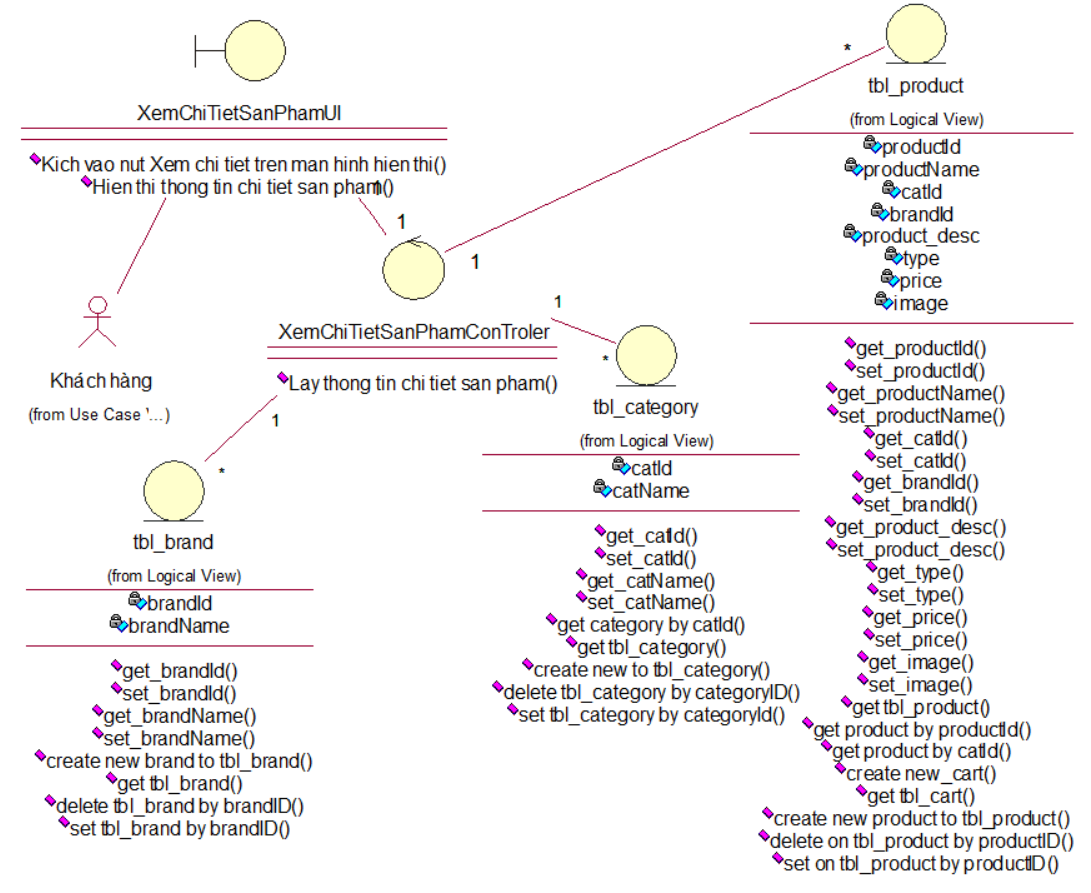 XemChiTietSanPhamUI
Kich vao nut Xem chi tiet tren man hinh hien thi()
Hien thi thong tin chi tiet san pham()
1
1
Khách hàng
(from Use Case '...)
XemChiTietSanPhamConTroler
Lay thong tin chi tiet san pham()
1
*
1
*
1
*
tbl_brand
(from Logical View)
brandId
brandName
get_brandId()
set_brandId()
get_brandName()
set_brandName()
create new brand to tbl_brand()
get tbl_brand()
delete tbl_brand by brandID()
set tbl_brand by brandID()
tbl_category
(from Logical View)
catId
catName
get_catId()
set_catId()
get_catName()
set_catName()
get category by catId()
get tbl_category()
create new to tbl_category()
delete tbl_category by categoryID()
set tbl_category by categoryId()
tbl_product
(from Logical View)
productId
productName
catId
brandId
product_desc
type
price
image
get_productId()
set_productId()
get_productName()
set_productName()
get_catId()
set_catId()
get_brandId()
set_brandId()
get_product_desc()
set_product_desc()
get_type()
set_type()
get_price()
set_price()
get_image()
set_image()
get tbl_product()
get product by productId()
get product by catId()
create new_cart()
get tbl_cart()
create new product to tbl_product()
delete on tbl_product by productID()
set on tbl_product by productID()